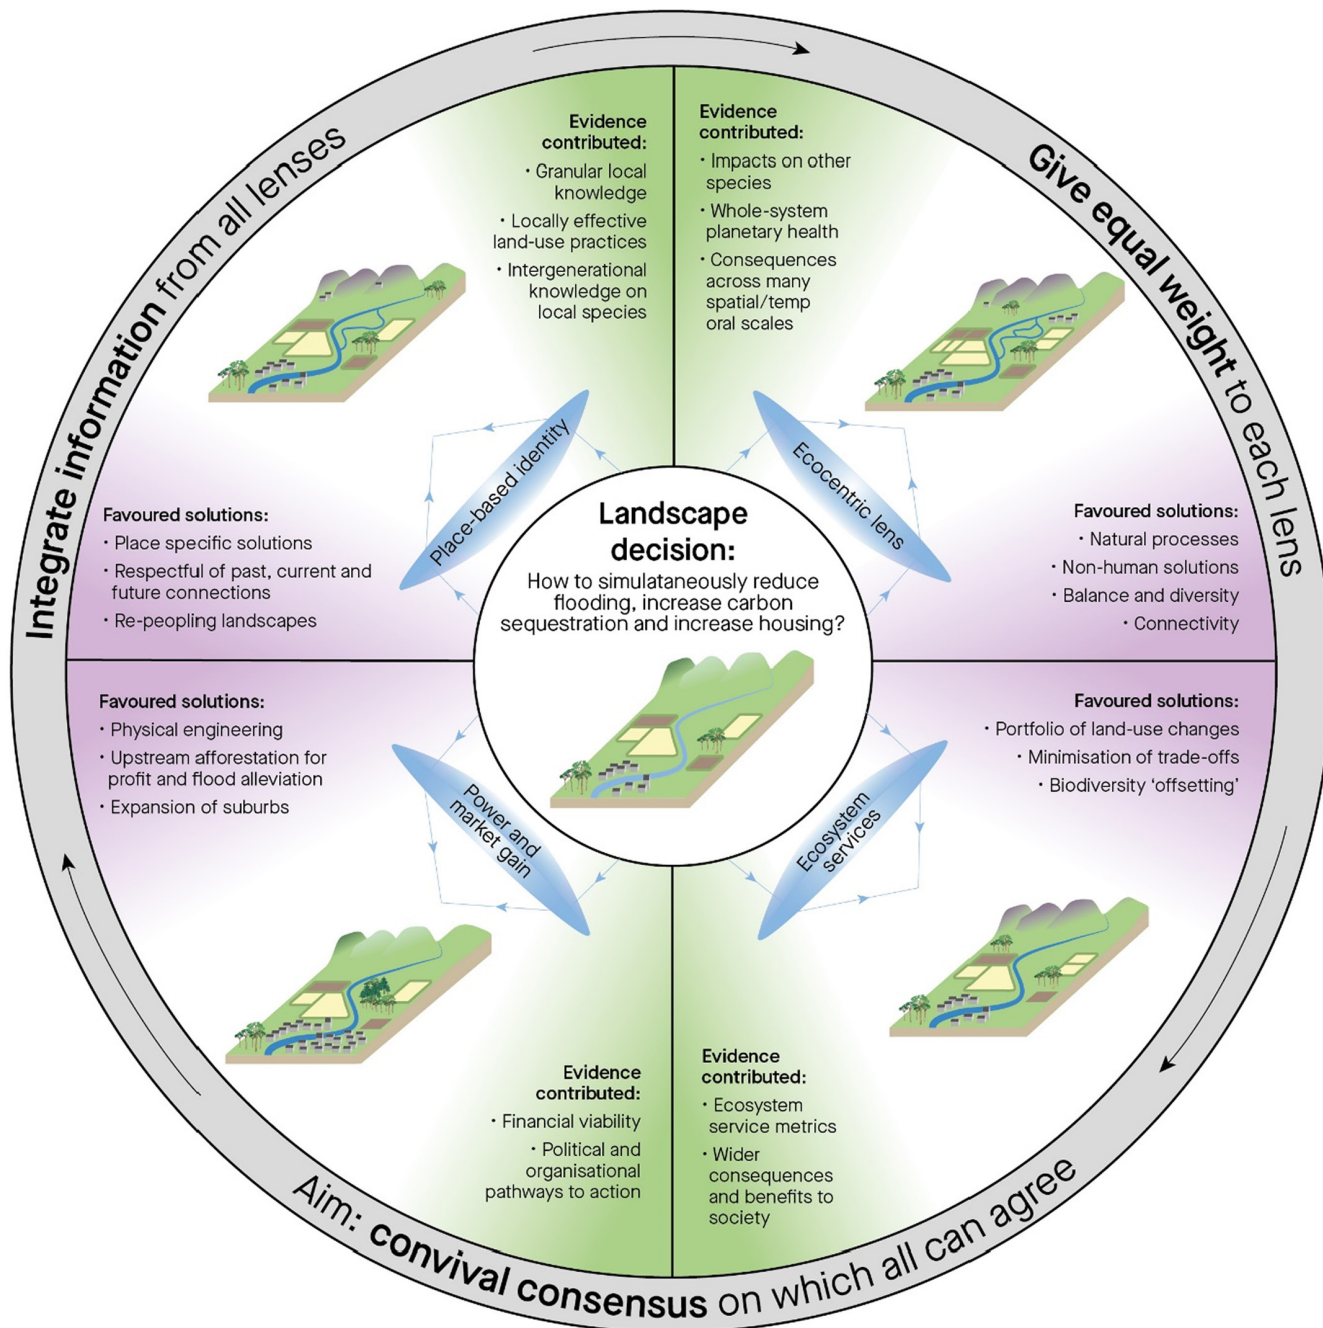 Integrate information from all lenses
Give equal weight to each lens
Aim: convival consensus on which all can agree
Evidence
contributed:
· Granular local
knowledge
· Locally effective
land-use practices
· Intergenerational
knowledge on
local species
Place-based identity
Favoured solutions:
· Place specific solutions
· Respectful of past, current and
future connections
· Re-peopling landscapes
Evidence
contributed:
· Impacts on other
species
· Whole-system
planetary health
· Consequences
across many
spatial/temp
oral scales
Ecocentric lens
Favoured solutions:
· Natural processes
· Non-human solutions
· Balance and diversity
· Connectivity
Landscape
decision:
How to simulataneously reduce
flooding, increase carbon
sequestration and increase housing?
Favoured solutions:
· Physical engineering
· Upstream afforestation for
profit and flood alleviation
· Expansion of suburbs
Power and
market gain
Evidence
contributed:
· Financial viability
· Political and
organisational
pathways to action
Favoured solutions:
· Portfolio of land-use changes
· Minimisation of trade-offs
· Biodiversity ‘offsetting’
Ecosystem
services
Evidence
contributed:
· Ecosystem
service metrics
· Wider
consequences
and benefits to
society